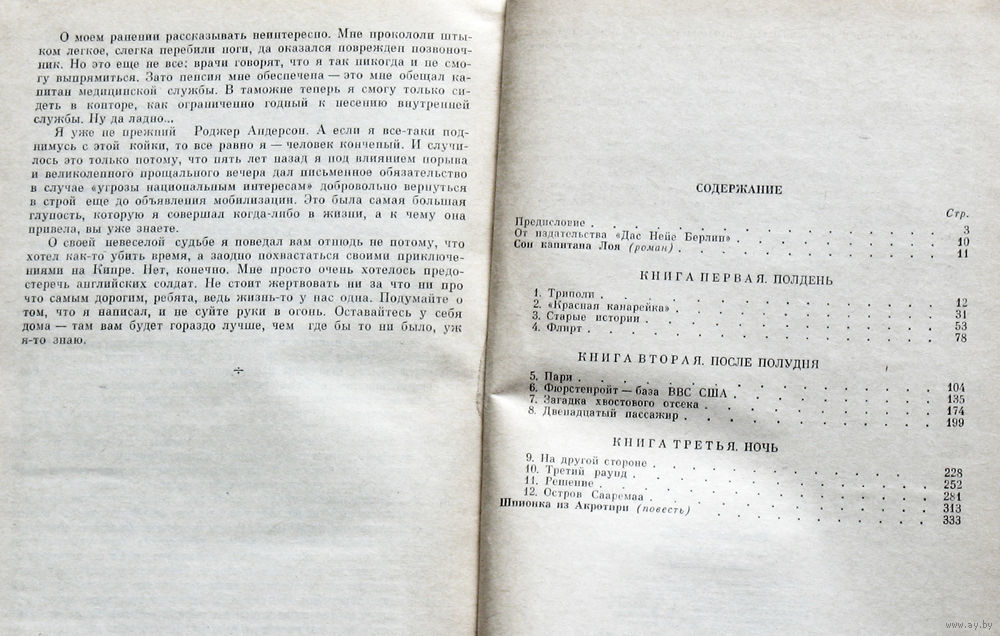 О моем ранении рассказывать неинтересно. Мне прокололи шты-
ком легкое, слегка перебили ноги, да оказался поврежден позвоноч-
ник. Но это еще не все: врачи говорят, что я так никогда и не смо-
гу выпрямиться. Зато пенсия мне обеспечена — это мне обещал ка-
питан медицинской службы. В таможне теперь я смогу только си-
деть в конторе, как ограниченно годный к несению внутренней
службы. Ну да ладно...
Я уже не прежний Роджер Андерсон. А если я все-таки под-
нимусь с этой койки, то все равно я — человек конченый. И случи-
лось это только потому, что пять лет назад я под влиянием порыва
и великолепного прощального вечера дал письменное обязательство
в случае «угрозы национальным интересам» добровольно вернуться
в строй еще до объявления мобилизации. Это была самая большая
глупость, которую я совершал когда-либо в жизни, а к чему она
привела, вы уже знаете.
О своей невеселой судьбе я поведал вам отнюдь не потому, что
хотел как-то убить время, а заодно похвастаться своими приключе-
ниями на Кипре. Нет, конечно. Мне просто очень хотелось предо-
стеречь английских солдат. Не стоит жертвовать ни за что ни про
что самым дорогим, ребята, ведь жизнь-то у нас одна. Подумайте о
том, что я написал, и не суйте руки в огонь. Оставайтесь у себя
дома — там вам будет гораздо лучше, чем где бы то ни было, уж
я-то знаю.
СОДЕРЖАНИЕ
Стр.
Предисловие . . . . . . . . . . 3
От издательства «Дас Нейе Берлин» . . . . . . . . . . 10
Сон капитана Лоя (роман) . . . . . . . . . . 11
КНИГА ПЕРВАЯ. ПОЛДЕНЬ
1. Триполи . . . . . . . . . . 12
2. «Красная канарейка» . . . . . . . . . . 31
3. Старые истории . . . . . . . . . . 53
4. Флирт . . . . . . . . . . 78
КНИГА ВТОРАЯ. ПОСЛЕ ПОЛУДНЯ
5. Пари . . . . . . . . . . 104
6. Фюрстенройт — база ВВС США . . . . . . . . . . 135
7. Загадка хвостового отсека . . . . . . . . . . 174
8. Двенадцатый пассажир . . . . . . . . . . 199
КНИГА ТРЕТЬЯ. НОЧЬ
9. На другой стороне . . . . . . . . . . 228
10. Третий раунд . . . . . . . . . . 252
11. Решение . . . . . . . . . . 281
12. Остров Сааремаа . . . . . . . . . . 313
Шпионка из Акротири (повесть) . . . . . . . . . . 333
www.ay.by